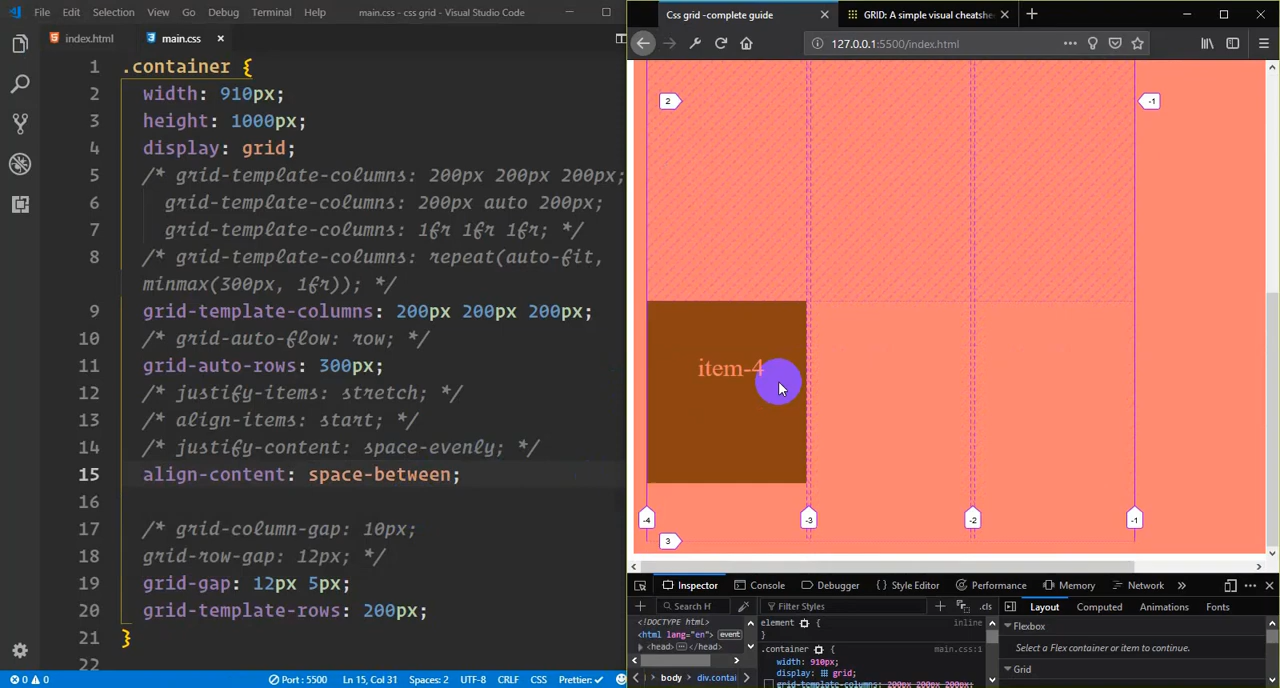 File Edit Selection View Go Debug Terminal Help main.css - css grid - Visual Studio Code
index.html main.css
1 .container {
2 width: 910px;
3 height: 1000px;
4 display: grid;
5 /* grid-template-columns: 200px 200px 200px;
6 grid-template-columns: 200px auto 200px;
7 grid-template-columns: 1fr 1fr 1fr; */
8 /* grid-template-columns: repeat(auto-fit,
minmax(300px, 1fr)); */
9 grid-template-columns: 200px 200px 200px;
10 /* grid-auto-flow: row; */
11 grid-auto-rows: 300px;
12 /* justify-items: stretch; */
13 /* align-items: start; */
14 /* justify-content: space-evenly; */
15 align-content: space-between;
16
17 /* grid-column-gap: 10px;
18 grid-row-gap: 12px; */
19 grid-gap: 12px 5px;
20 grid-template-rows: 200px;
21 }
22
0 0 Port : 5500 Ln 15, Col 31 Spaces: 2 UTF-8 CRLF CSS Prettier: ✓
Css grid -complete guide GRID: A simple visual cheatshe
127.0.0.1:5500/index.html
2 -1
item-4
-4 -3 -2 -1
3
Inspector Console Debugger Style Editor Performance Memory Network
Search H Filter Styles .cls Layout Computed Animations Fonts
<!DOCTYPE html>
<html lang="en"> event
<head> </head>
body div.contai
element { inline
}
.container { main.css:1
width: 910px;
display: grid;
grid-template-columns: 200px 200px 200px;
Flexbox
Select a Flex container or item to continue.
Grid